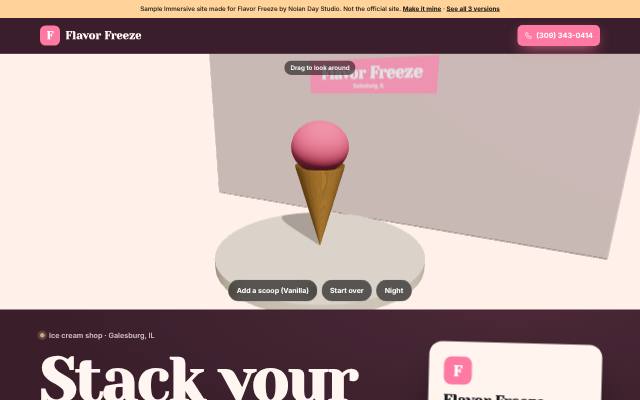 Sample Immersive site made for Flavor Freeze by Nolan Day Studio. Not the official site. Make it mine · See all 3 versions
F Flavor Freeze
(309) 343-0414
Drag to look around
Flavor Freeze
Galesburg, IL
Add a scoop (Vanilla)
Start over
Night
Ice cream shop · Galesburg, IL
Stack your
F
Flavor Freeze